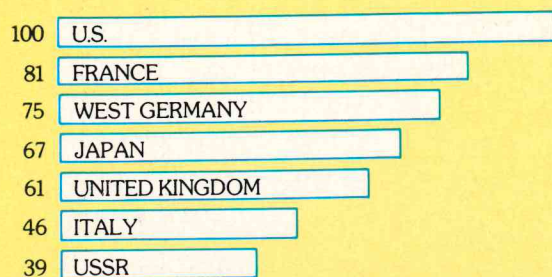 100 U.S.
81 FRANCE
75 WEST GERMANY
67 JAPAN
61 UNITED KINGDOM
46 ITALY
39 USSR